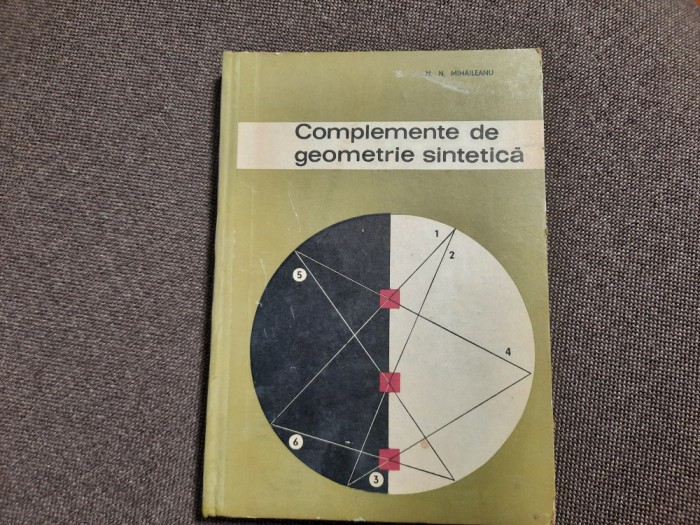 N. N. MIHĂILEANU
Complemente de
geometrie sintetică
1
2
5
4
6
3